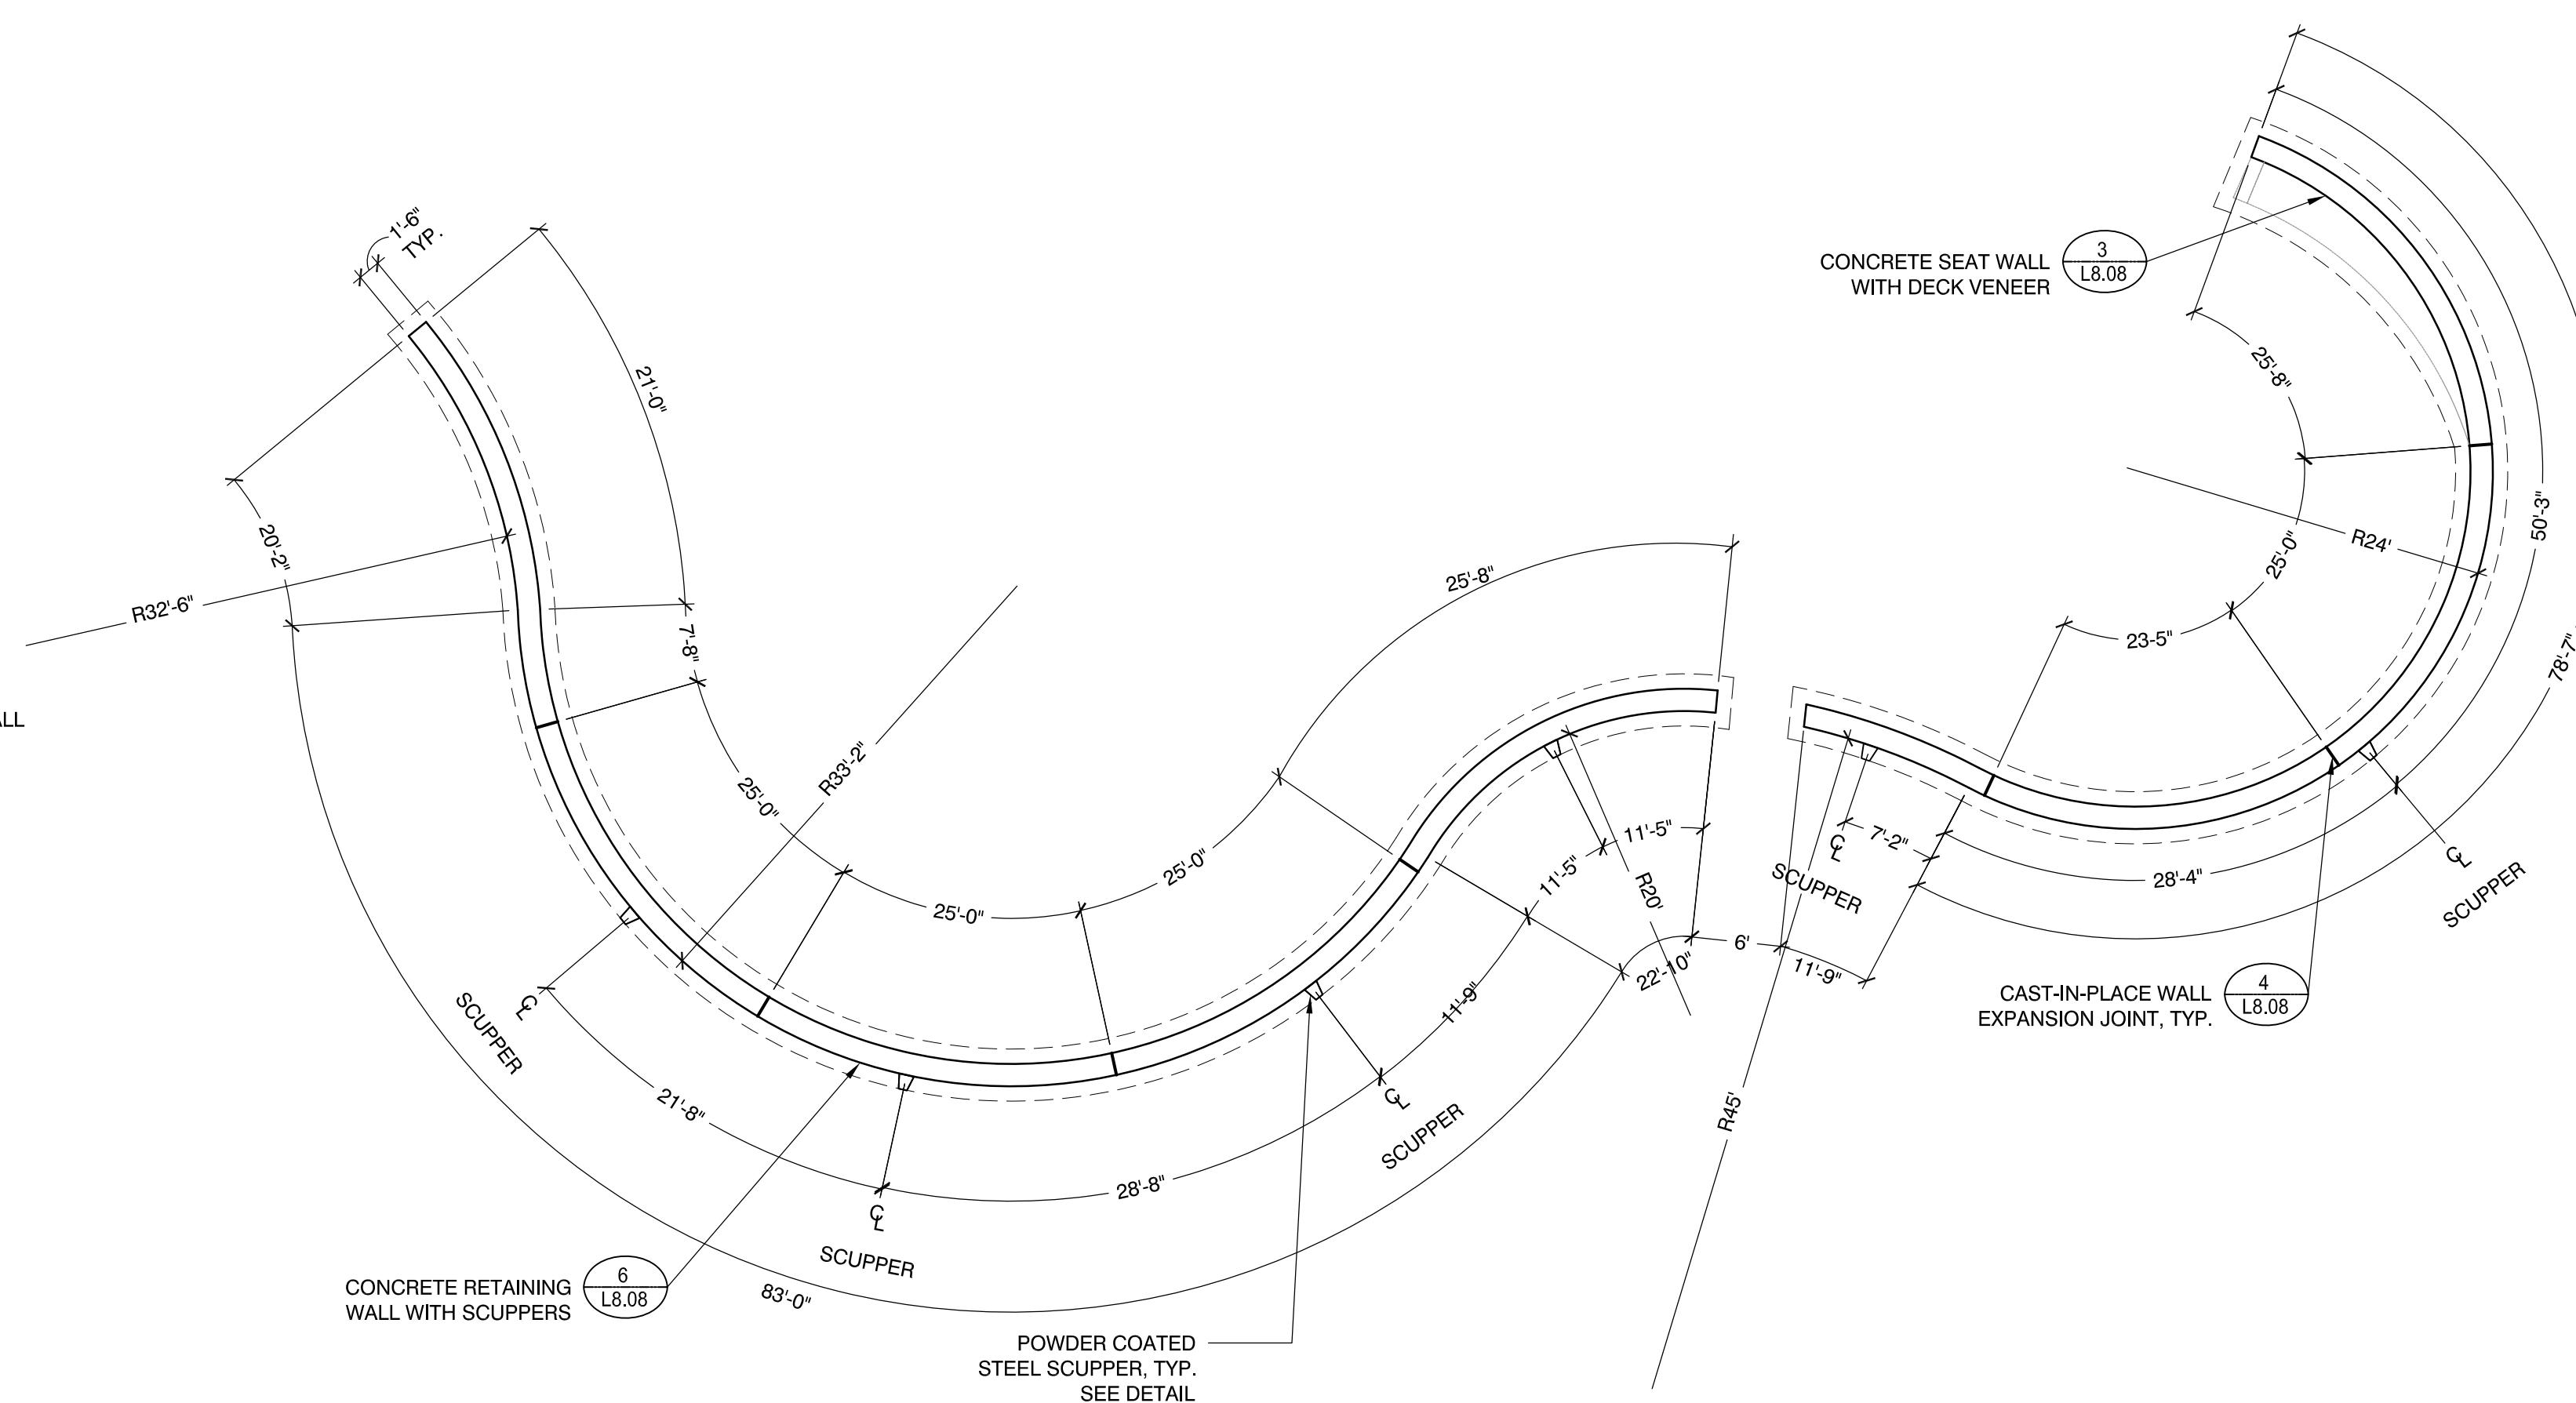 1'-6"
TYP.
21'-0"
20'-2"
R32'-6"
7'-8"
ALL
R33'-2"
25'-0"
25'-0"
25'-0"
25'-8"
11'-5"
11'-5"
R20'
22'-10"
6'
11'-9"
11'-9"
R45'
SCUPPER
℄
21'-8"
℄
SCUPPER
28'-8"
℄
SCUPPER
83'-0"
CONCRETE RETAINING
WALL WITH SCUPPERS
6
L8.08
POWDER COATED
STEEL SCUPPER, TYP.
SEE DETAIL
CONCRETE SEAT WALL
WITH DECK VENEER
3
L8.08
25'-8"
R24'
25'-0"
23-5"
50'-3"
78'-7"
℄
SCUPPER
7'-2"
28'-4"
℄
SCUPPER
CAST-IN-PLACE WALL
EXPANSION JOINT, TYP.
4
L8.08